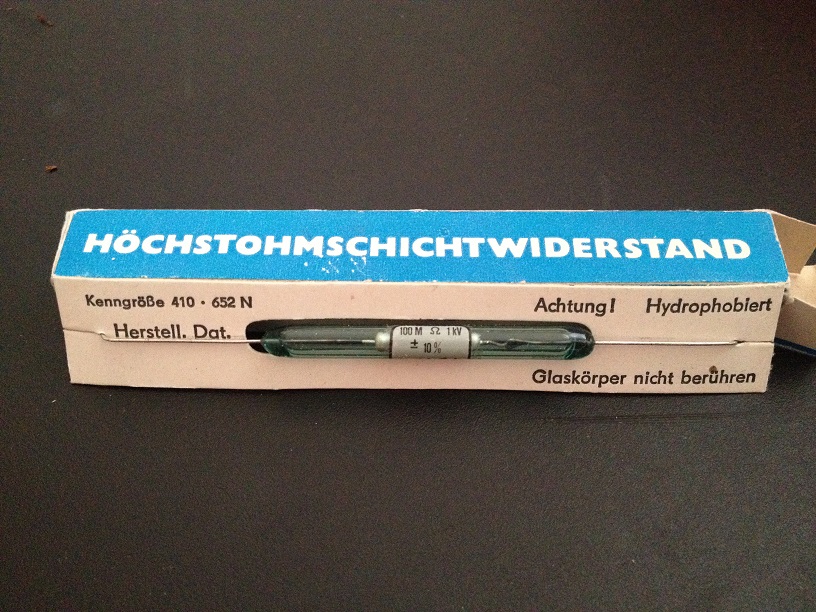 HÖCHSTOHMSCHICHTWIDERSTAND
Kenngröße 410 · 652 N
Achtung! Hydrophobiert
Herstell. Dat.
100 M Ω 1 kV
± 10 %
Glaskörper nicht berühren